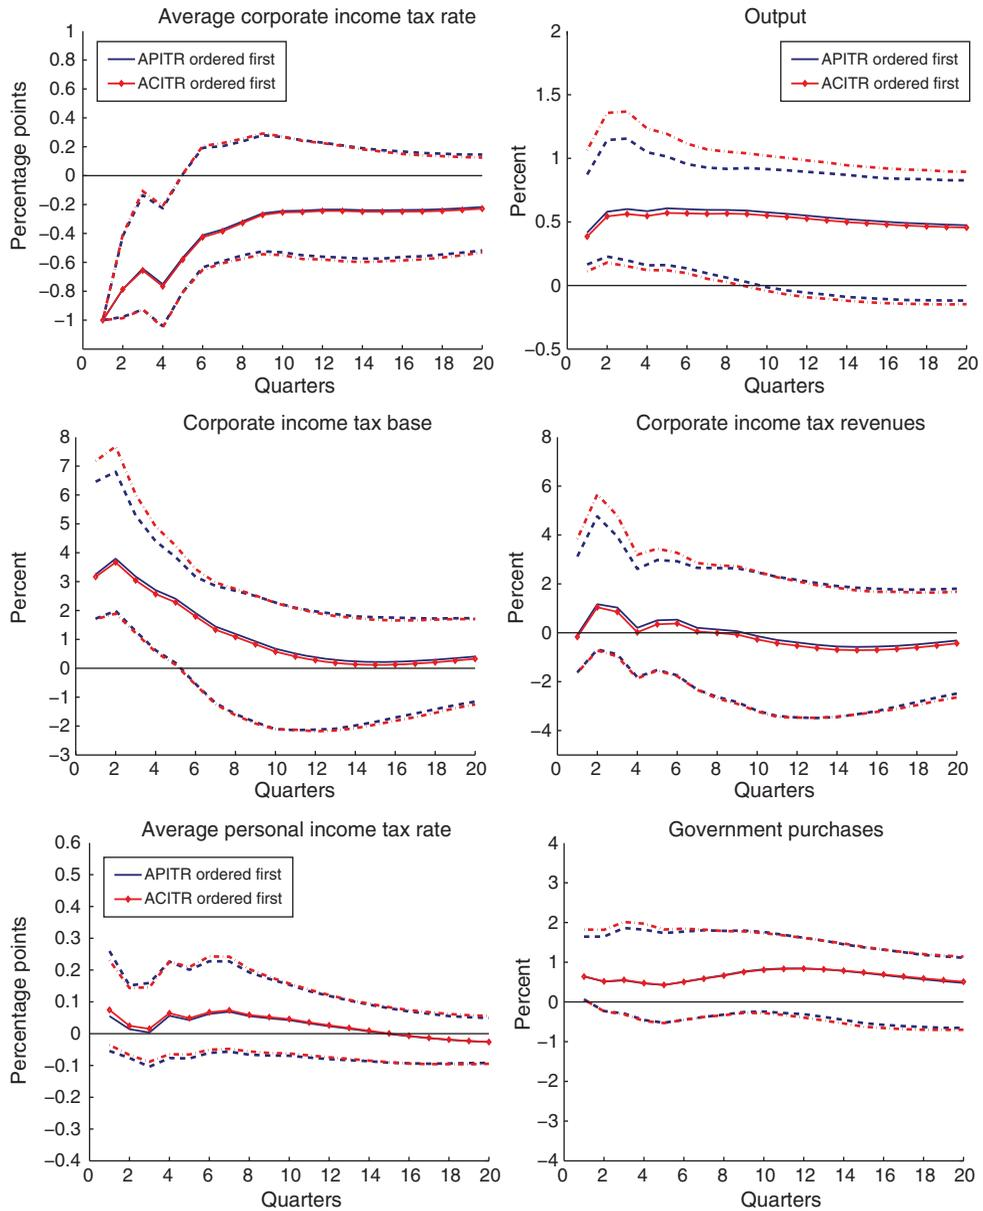 Average corporate income tax rate
1
0.8
0.6
0.4
0.2
0
−0.2
−0.4
−0.6
−0.8
−1
Percentage points
APITR ordered first
ACITR ordered first
0 2 4 6 8 10 12 14 16 18 20
Quarters
Output
2
1.5
1
0.5
0
−0.5
Percent
APITR ordered first
ACITR ordered first
0 2 4 6 8 10 12 14 16 18 20
Quarters
Corporate income tax base
8
7
6
5
4
3
2
1
0
−1
−2
−3
Percent
0 2 4 6 8 10 12 14 16 18 20
Quarters
Corporate income tax revenues
8
6
4
2
0
−2
−4
Percent
0 2 4 6 8 10 12 14 16 18 20
Quarters
Average personal income tax rate
0.6
0.5
0.4
0.3
0.2
0.1
0
−0.1
−0.2
−0.3
−0.4
Percentage points
APITR ordered first
ACITR ordered first
0 2 4 6 8 10 12 14 16 18 20
Quarters
Government purchases
4
3
2
1
0
−1
−2
−3
−4
Percent
0 2 4 6 8 10 12 14 16 18 20
Quarters